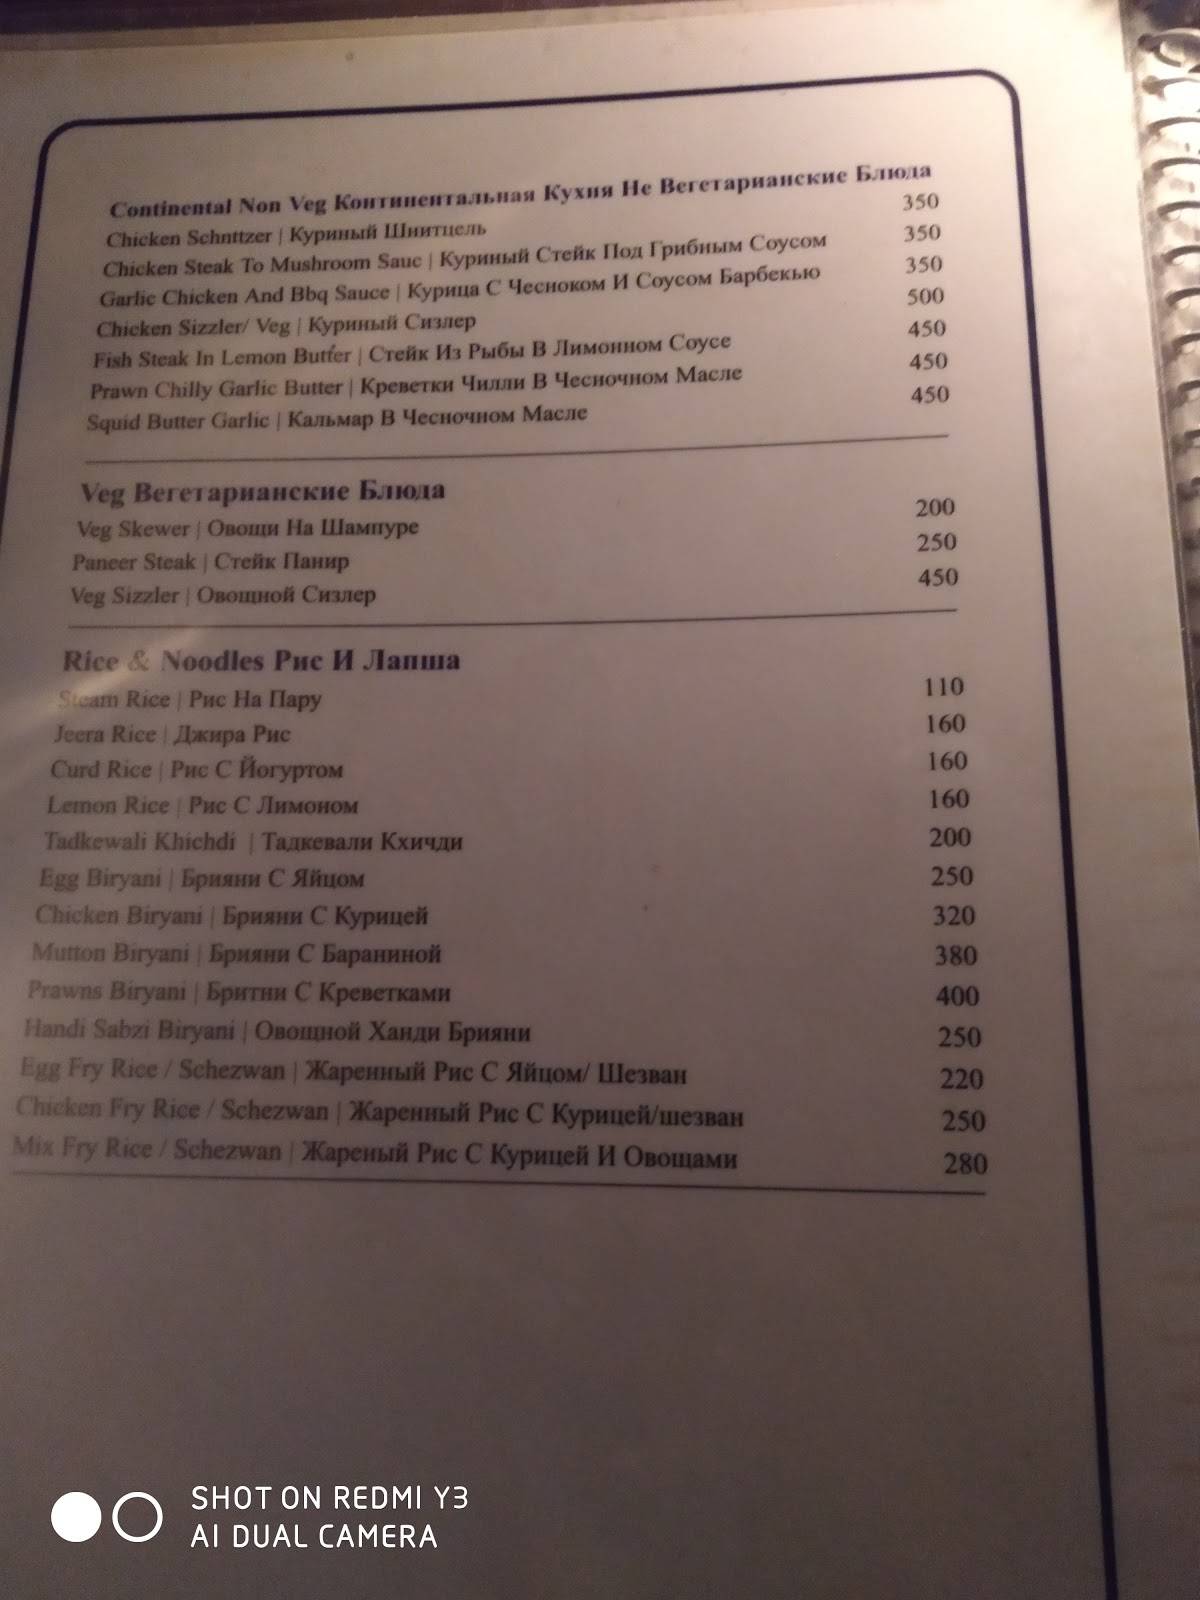 Continental Non Veg Континентальная Кухня Не Вегетарианские Блюда
Chicken Schnttzer | Куриный Шнитцель 350
Chicken Steak To Mushroom Sauc | Куриный Стейк Под Грибным Соусом 350
Garlic Chicken And Bbq Sauce | Курица С Чесноком И Соусом Барбекью 350
Chicken Sizzler/ Veg | Куриный Сизлер 500
Fish Steak In Lemon Butter | Стейк Из Рыбы В Лимонном Соусе 450
Prawn Chilly Garlic Butter | Креветки Чилли В Чесночном Масле 450
Squid Butter Garlic | Кальмар В Чесночном Масле 450
Veg Вегетарианские Блюда
Veg Skewer | Овощи На Шампуре 200
Paneer Steak | Стейк Панир 250
Veg Sizzler | Овощной Сизлер 450
Rice & Noodles Рис И Лапша
Steam Rice | Рис На Пару 110
Jeera Rice | Джира Рис 160
Curd Rice | Рис С Йогуртом 160
Lemon Rice | Рис С Лимоном 160
Tadkewali Khichdi | Тадкевали Кхичди 200
Egg Biryani | Брияни С Яйцом 250
Chicken Biryani | Брияни С Курицей 320
Mutton Biryani | Брияни С Бараниной 380
Prawns Biryani | Бритни С Креветками 400
Handi Sabzi Biryani | Овощной Ханди Брияни 250
Egg Fry Rice / Schezwan | Жаренный Рис С Яйцом/ Шезван 220
Chicken Fry Rice / Schezwan | Жаренный Рис С Курицей/шезван 250
Mix Fry Rice / Schezwan | Жареный Рис С Курицей И Овощами 280
SHOT ON REDMI Y3
AI DUAL CAMERA